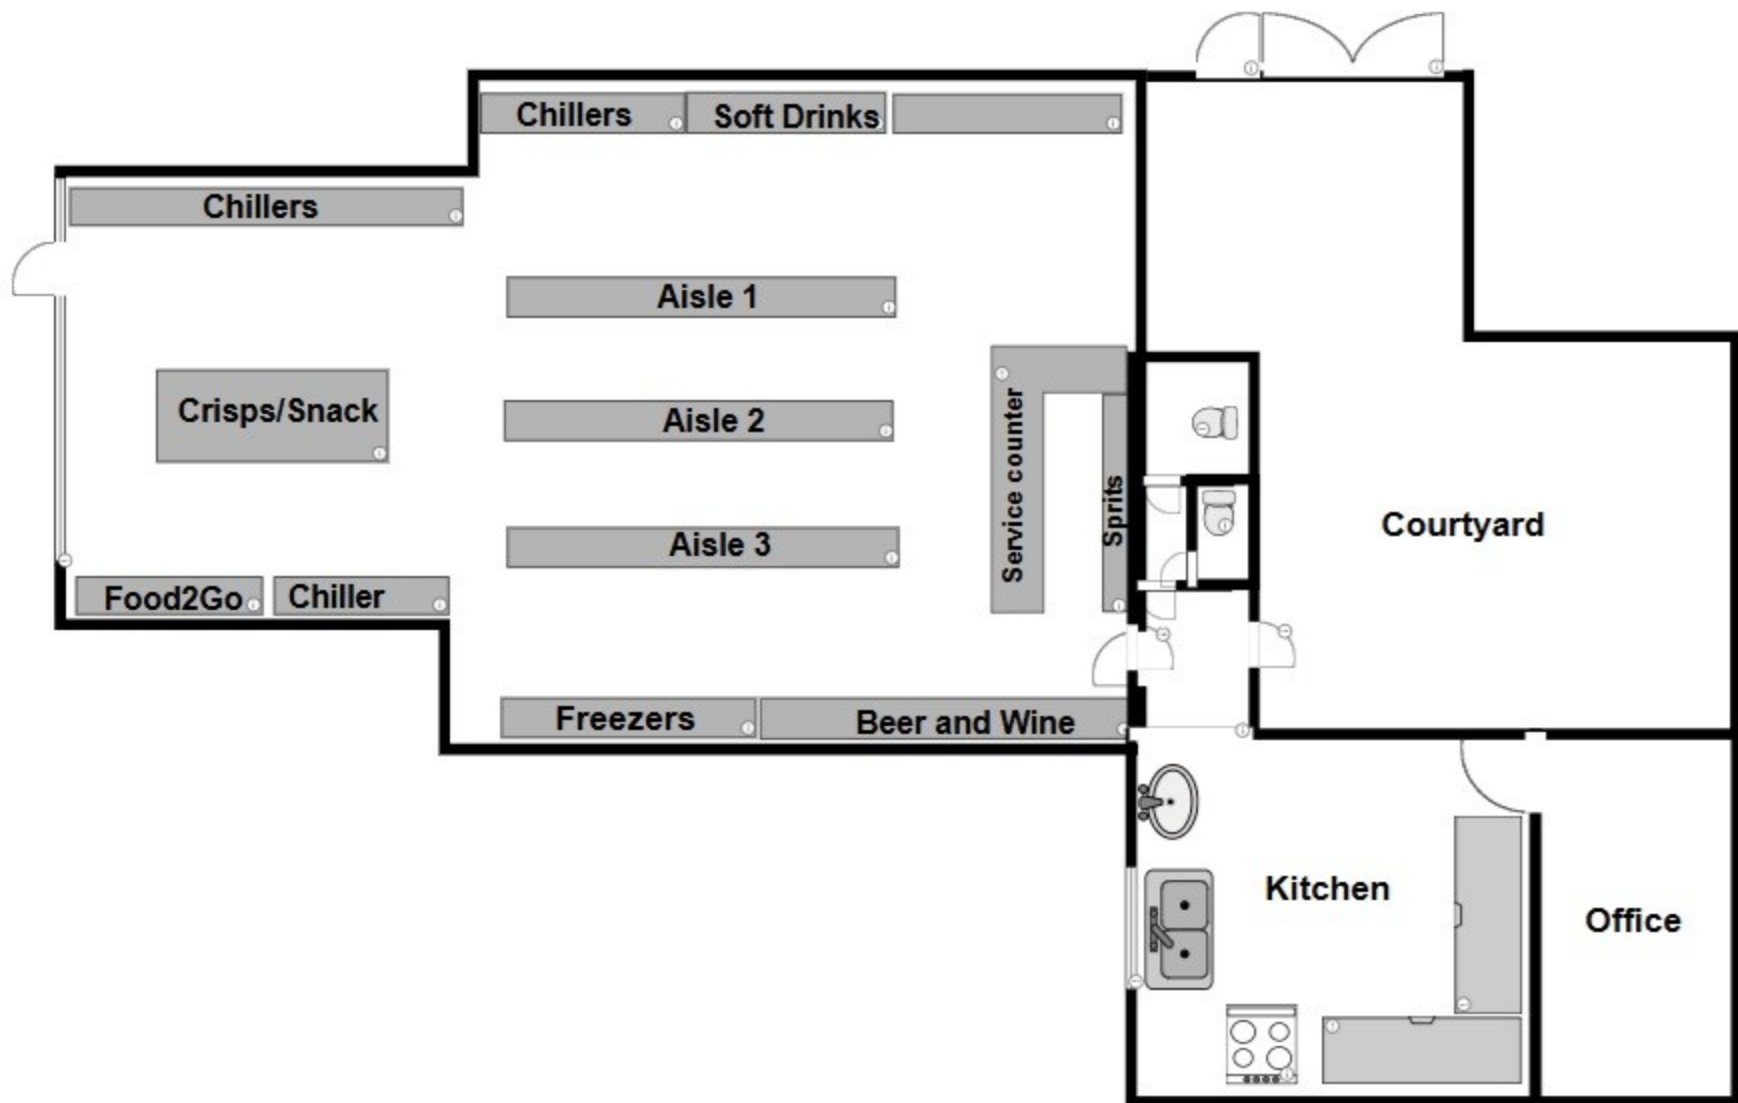 Chillers
Soft Drinks
Chillers
Aisle 1
Crisps/Snack
Aisle 2
Service counter
Sprits
Courtyard
Aisle 3
Food2Go
Chiller
Freezers
Beer and Wine
Kitchen
Office